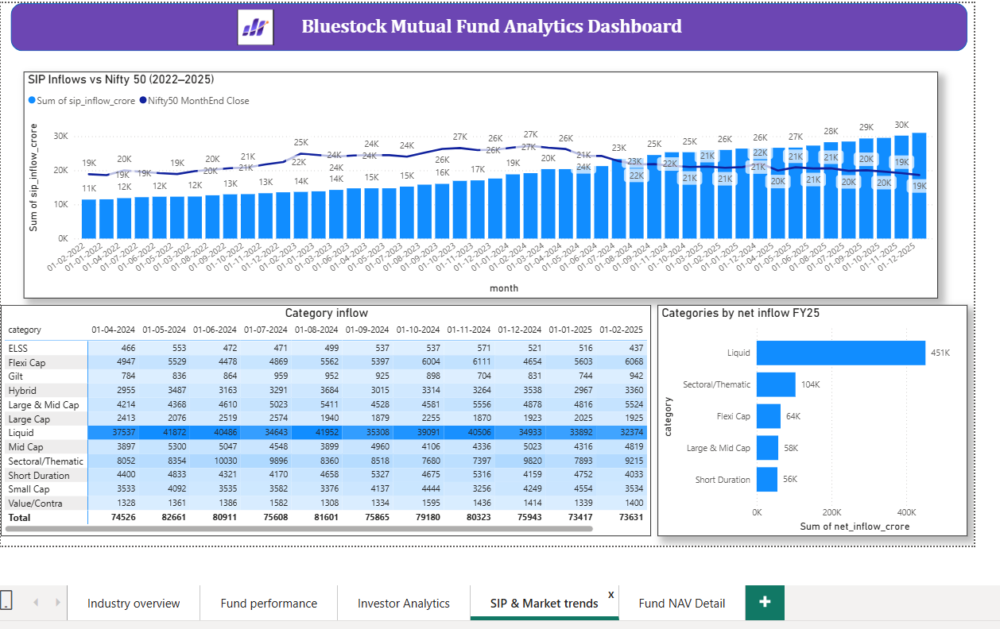 Bluestock Mutual Fund Analytics Dashboard
SIP Inflows vs Nifty 50 (2022–2025)
Sum of sip_inflow_crore Nifty50 MonthEnd Close
Sum of sip_inflow_crore
30K
20K
10K
0K
19K 20K 19K 19K 19K 20K 20K 21K 21K 25K 22K 24K 24K 24K 24K 24K 26K 27K 26K 26K 27K 27K 26K 21K 24K 23K 23K 22K 25K 22K 25K 21K 21K 26K 21K 26K 22K 21K 27K 21K 20K 28K 21K 21K 29K 20K 20K 30K 19K 20K 19K
11K 12K 12K 12K 13K 13K 14K 14K 15K 15K 16K 17K 19K 20K
01-02-2022 01-01-2022 01-04-2022 01-07-2022 01-06-2022 01-03-2022 01-08-2022 01-09-2022 01-10-2022 01-11-2022 01-12-2022 01-02-2023 01-01-2023 01-03-2023 01-06-2023 01-04-2023 01-05-2023 01-07-2023 01-08-2023 01-09-2023 01-10-2023 01-11-2023 01-12-2023 01-01-2024 01-02-2024 01-03-2024 01-04-2024 01-05-2024 01-06-2024 01-07-2024 01-08-2024 01-09-2024 01-11-2024 01-10-2024 01-03-2025 01-02-2025 01-01-2025 01-12-2024 01-04-2025 01-05-2025 01-06-2025 01-08-2025 01-07-2025 01-09-2025 01-10-2025 01-11-2025 01-12-2025
month
Category inflow
category 01-04-2024 01-05-2024 01-06-2024 01-07-2024 01-08-2024 01-09-2024 01-10-2024 01-11-2024 01-12-2024 01-01-2025 01-02-2025
ELSS 466 553 472 471 499 537 537 571 521 516 437
Flexi Cap 4947 5529 4478 4869 5562 5397 6004 6111 4654 5603 6068
Gilt 784 836 864 959 952 925 898 704 831 744 942
Hybrid 2955 3487 3163 3291 3684 3015 3314 3264 3538 2967 3360
Large & Mid Cap 4214 4368 4610 5023 5411 4528 4581 5556 4878 4816 5524
Large Cap 2413 2076 2519 2574 1940 1879 2255 1870 1923 2025 1925
Liquid 37537 41872 40486 34643 41952 35308 39091 40506 34933 33892 32374
Mid Cap 3897 5300 5047 4548 3899 4960 4106 4336 5023 4316 4819
Sectoral/Thematic 8052 8354 10030 9896 8360 8518 7680 7397 9820 7893 9215
Short Duration 4400 4833 4321 4170 4658 5327 4675 5316 4159 4752 4033
Small Cap 3533 4092 3535 3582 3376 4137 4444 3256 4249 4554 3534
Value/Contra 1328 1361 1386 1582 1308 1334 1595 1436 1414 1339 1400
Total 74526 82661 80911 75608 81601 75865 79180 80323 75943 73417 73631
Categories by net inflow FY25
category
Liquid 451K
Sectoral/Thematic 104K
Flexi Cap 64K
Large & Mid Cap 58K
Short Duration 56K
0K 200K 400K
Sum of net_inflow_crore
Industry overview Fund performance Investor Analytics SIP & Market trends x Fund NAV Detail +